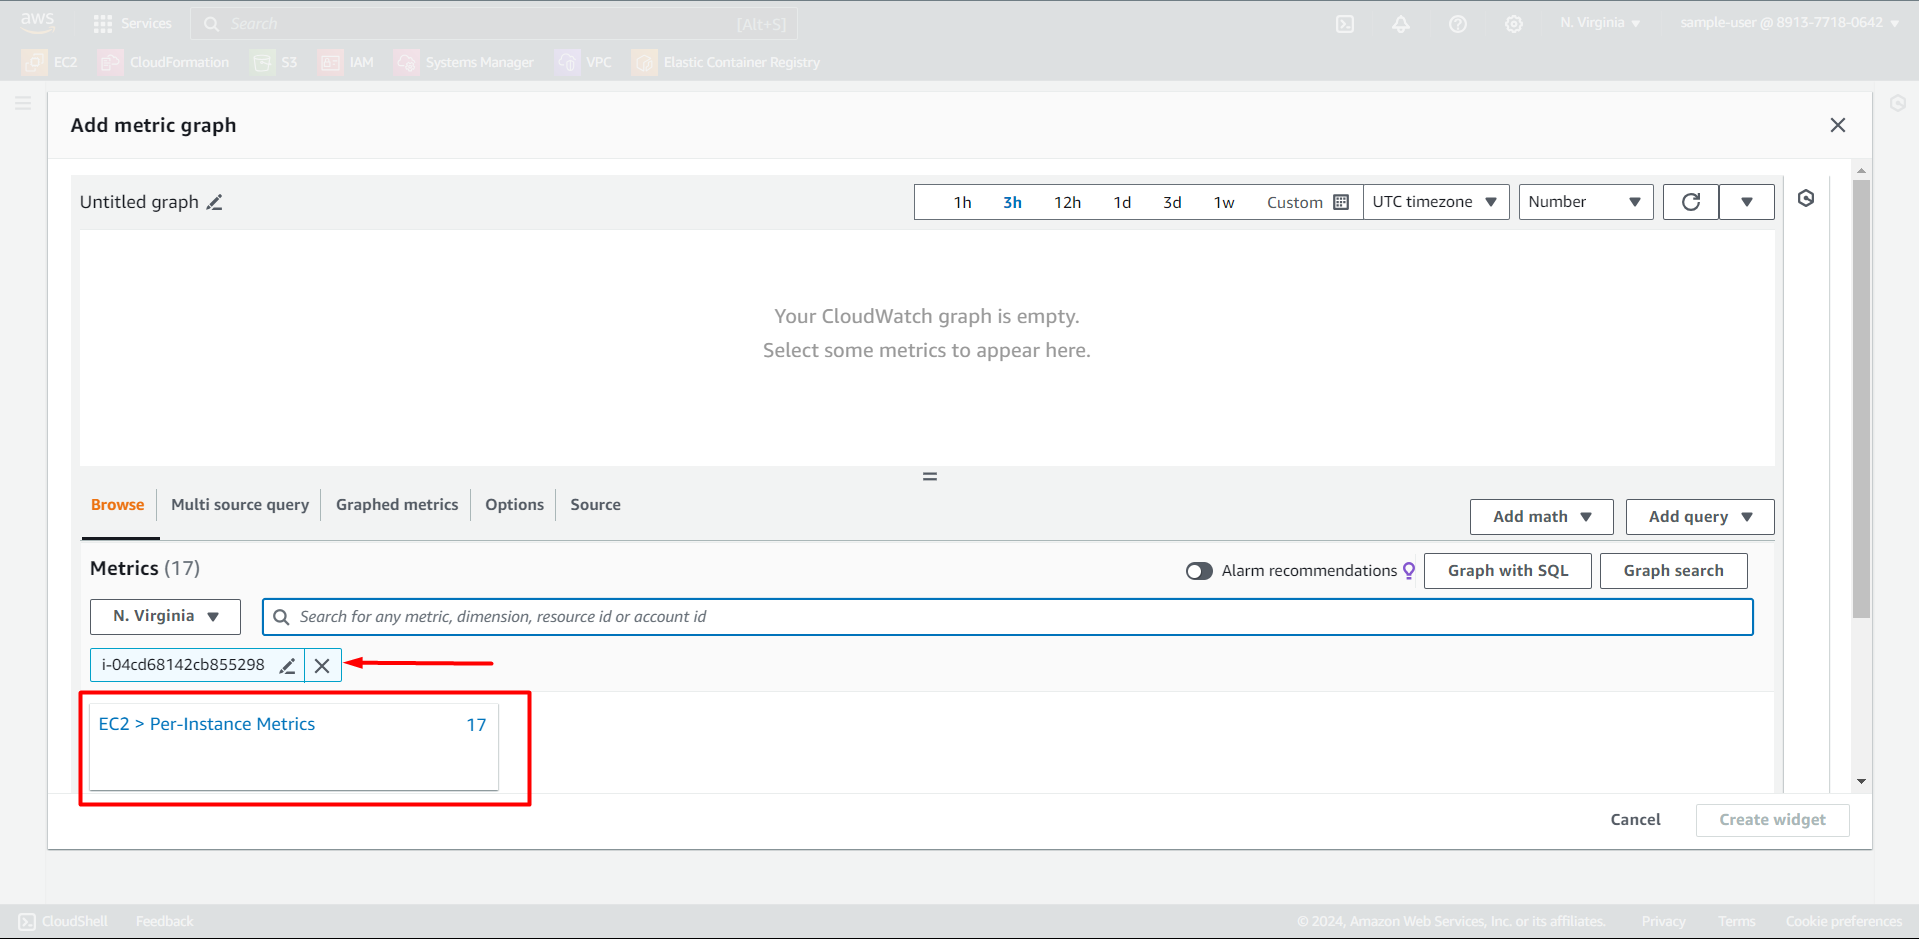 aws Services Search [Alt+S] N. Virginia sample-user @ 8913-7718-0642
EC2 CloudFormation S3 IAM Systems Manager VPC Elastic Container Registry
Add metric graph
Untitled graph 1h 3h 12h 1d 3d 1w Custom UTC timezone Number
Your CloudWatch graph is empty.
Select some metrics to appear here.
Browse Multi source query Graphed metrics Options Source Add math Add query
Metrics (17) Alarm recommendations Graph with SQL Graph search
N. Virginia Search for any metric, dimension, resource id or account id
i-04cd68142cb855298
EC2 > Per-Instance Metrics 17
Cancel Create widget
CloudShell Feedback © 2024, Amazon Web Services, Inc. or its affiliates. Privacy Terms Cookie preferences